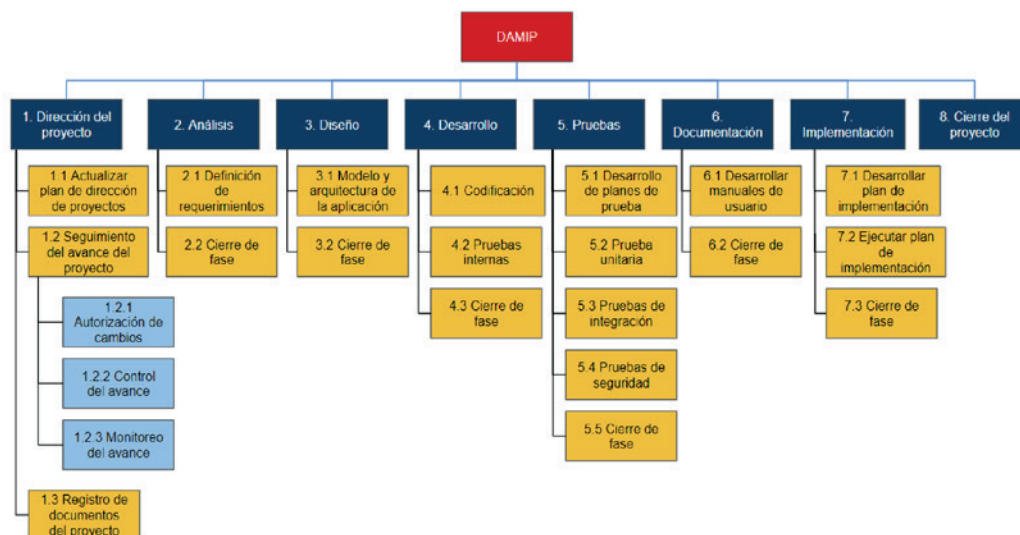 DAMIP
1. Dirección del
proyecto
2. Análisis
3. Diseño
4. Desarrollo
5. Pruebas
6.
Documentación
7.
Implementación
8. Cierre del
proyecto
1.1 Actualizar
plan de dirección
de proyectos
1.2 Seguimiento
del avance del
proyecto
1.2.1
Autorización de
cambios
1.2.2 Control
del avance
1.2.3 Monitoreo
del avance
1.3 Registro de
documentos
del proyecto
2.1 Definición
de
requerimientos
2.2 Cierre de
fase
3.1 Modelo y
arquitectura de
la aplicación
3.2 Cierre de
fase
4.1 Codificación
4.2 Pruebas
internas
4.3 Cierre de
fase
5.1 Desarrollo
de planes de
prueba
5.2 Prueba
unitaria
5.3 Pruebas de
integración
5.4 Pruebas de
seguridad
5.5 Cierre de
fase
6.1 Desarrollar
manuales de
usuario
6.2 Cierre de
fase
7.1 Desarrollar
plan de
implementación
7.2 Ejecutar plan
de
implementación
7.3 Cierre de
fase